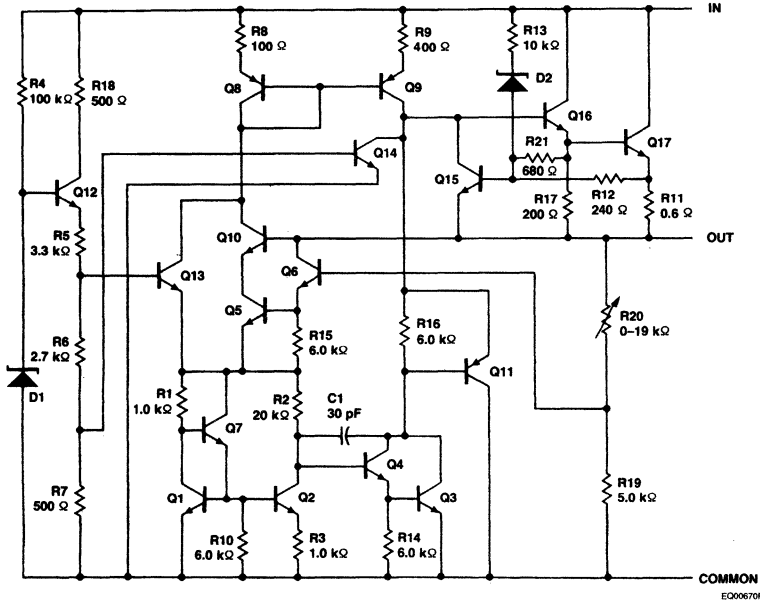 IN
R8
100 Ω
R9
400 Ω
R13
10 kΩ
R4
100 kΩ
R18
500 Ω
Q8
Q9
D2
Q16
Q14
R21
680 Ω
Q17
Q12
Q15
R17
200 Ω
R12
240 Ω
R11
0.6 Ω
R5
3.3 kΩ
Q10
OUT
Q13
Q6
Q5
R20
0–19 kΩ
R6
2.7 kΩ
R15
6.0 kΩ
R16
6.0 kΩ
Q11
D1
R1
1.0 kΩ
R2
20 kΩ
C1
30 pF
Q7
Q4
R7
500 Ω
Q1
Q2
Q3
R19
5.0 kΩ
R10
6.0 kΩ
R3
1.0 kΩ
R14
6.0 kΩ
COMMON